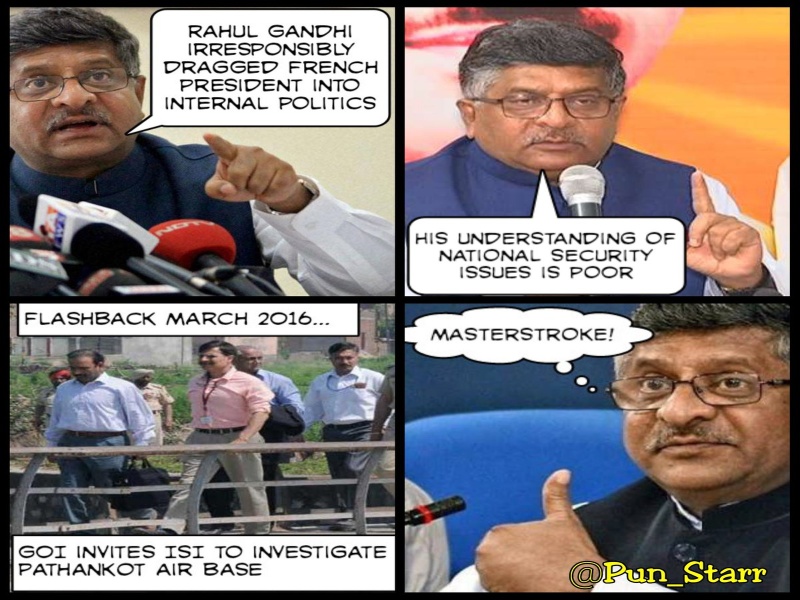 RAHUL GANDHI
IRRESPONSIBLY
DRAGGED FRENCH
PRESIDENT INTO
INTERNAL POLITICS
NDTV
HIS UNDERSTANDING OF
NATIONAL SECURITY
ISSUES IS POOR
FLASHBACK MARCH 2016...
GOI INVITES ISI TO INVESTIGATE
PATHANKOT AIR BASE
MASTERSTROKE!
@Pun_Starr